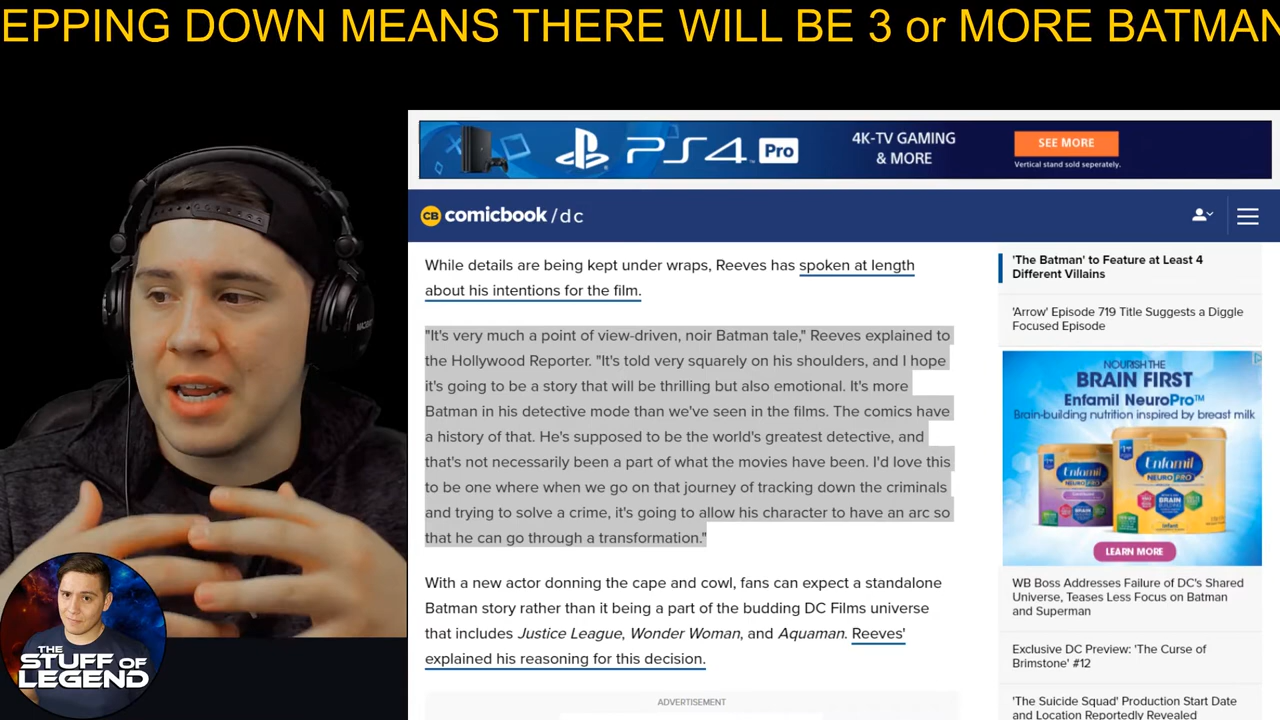 EPPING DOWN MEANS THERE WILL BE 3 or MORE BATMAN
PS4 Pro
4K-TV GAMING
& MORE
SEE MORE
Vertical stand sold seperately.
CB comicbook /dc
While details are being kept under wraps, Reeves has spoken at length
about his intentions for the film.
"It's very much a point of view-driven, noir Batman tale," Reeves explained to
the Hollywood Reporter. "It's told very squarely on his shoulders, and I hope
it's going to be a story that will be thrilling but also emotional. It's more
Batman in his detective mode than we've seen in the films. The comics have
a history of that. He's supposed to be the world's greatest detective, and
that's not necessarily been a part of what the movies have been. I'd love this
to be one where when we go on that journey of tracking down the criminals
and trying to solve a crime, it's going to allow his character to have an arc so
that he can go through a transformation."
With a new actor donning the cape and cowl, fans can expect a standalone
Batman story rather than it being a part of the budding DC Films universe
that includes Justice League, Wonder Woman, and Aquaman. Reeves'
explained his reasoning for this decision.
ADVERTISEMENT
'The Batman' to Feature at Least 4
Different Villains
'Arrow' Episode 719 Title Suggests a Diggle
Focused Episode
NOURISH THE
BRAIN FIRST
Enfamil NeuroPro™
Brain-building nutrition inspired by breast milk
Enfamil
NEUROPRO
Enfamil
NEUROPRO
LEARN MORE
WB Boss Addresses Failure of DC's Shared
Universe, Teases Less Focus on Batman
and Superman
Exclusive DC Preview: 'The Curse of
Brimstone' #12
'The Suicide Squad' Production Start Date
and Location Reportedly Revealed
THE
STUFF OF
LEGEND